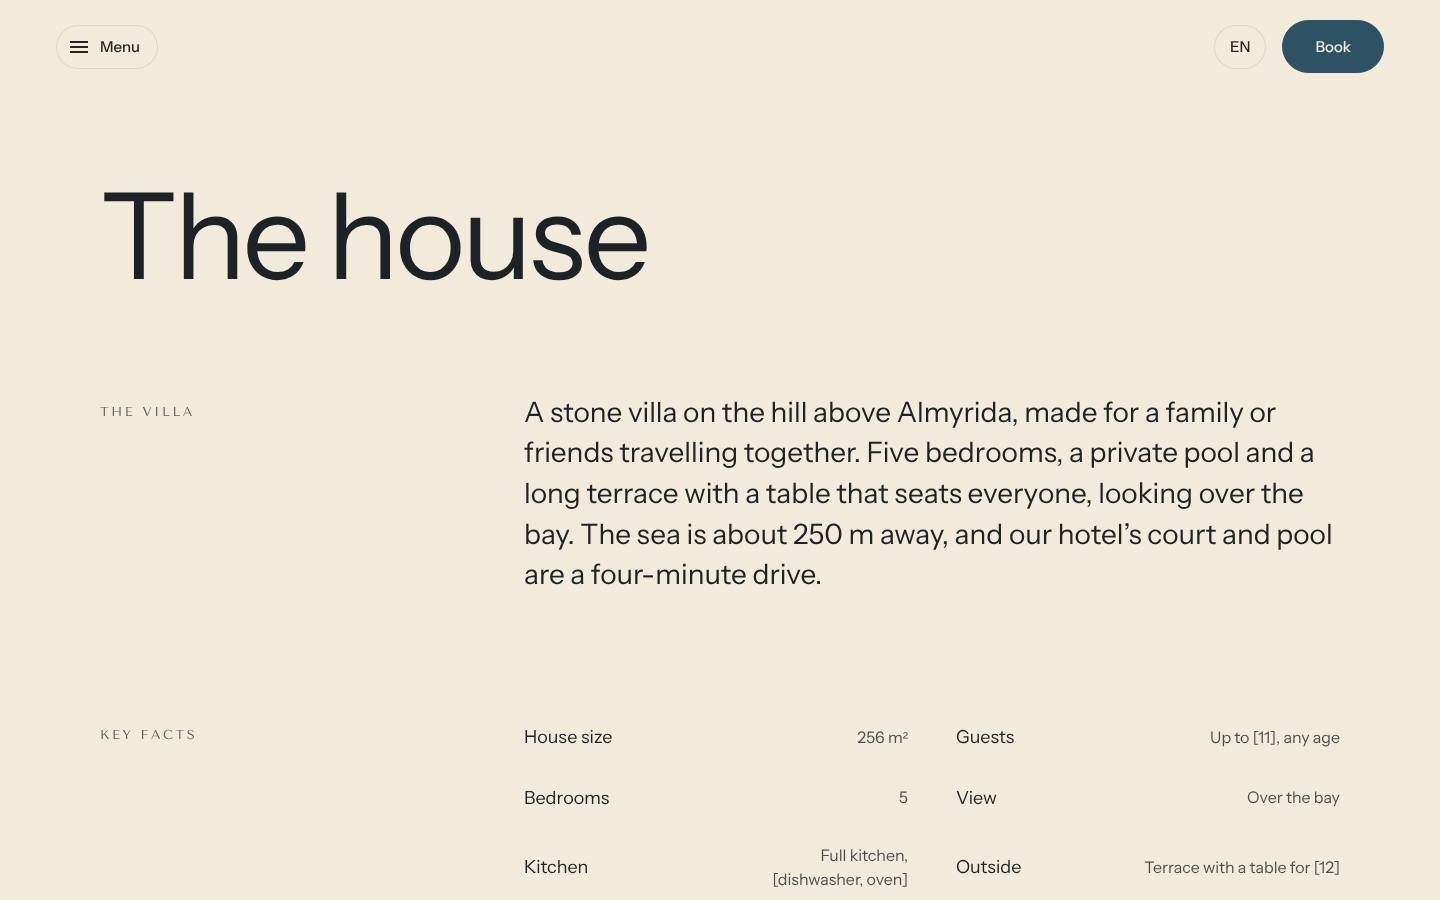 Menu
EN
Book
The house
THE VILLA
A stone villa on the hill above Almyrida, made for a family or
friends travelling together. Five bedrooms, a private pool and a
long terrace with a table that seats everyone, looking over the
bay. The sea is about 250 m away, and our hotel’s court and pool
are a four-minute drive.
KEY FACTS
House size
256 m²
Guests
Up to [11], any age
Bedrooms
5
View
Over the bay
Kitchen
Full kitchen,
[dishwasher, oven]
Outside
Terrace with a table for [12]